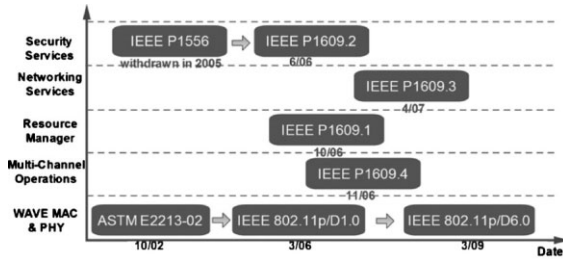 Security Services
IEEE P1556
IEEE P1609.2
withdrawn in 2005
6/06
Networking Services
IEEE P1609.3
4/07
Resource Manager
IEEE P1609.1
10/06
Multi-Channel Operations
IEEE P1609.4
11/06
WAVE MAC & PHY
ASTM E2213-02
IEEE 802.11p/D1.0
IEEE 802.11p/D6.0
10/02
3/06
3/09
Date